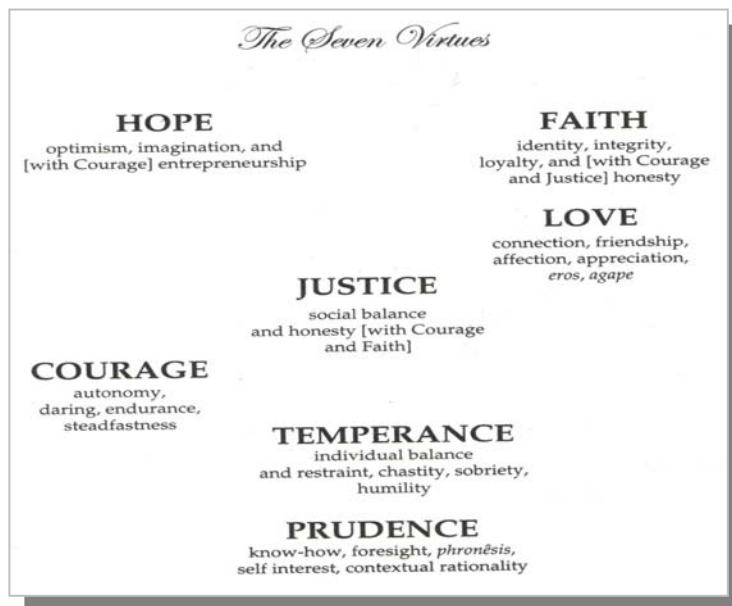 The Seven Virtues
HOPE
optimism, imagination, and
[with Courage] entrepreneurship
FAITH
identity, integrity,
loyalty, and [with Courage
and Justice] honesty
LOVE
connection, friendship,
affection, appreciation,
eros, agape
JUSTICE
social balance
and honesty [with Courage
and Faith]
COURAGE
autonomy,
daring, endurance,
steadfastness
TEMPERANCE
individual balance
and restraint, chastity, sobriety,
humility
PRUDENCE
know-how, foresight, phronêsis,
self interest, contextual rationality